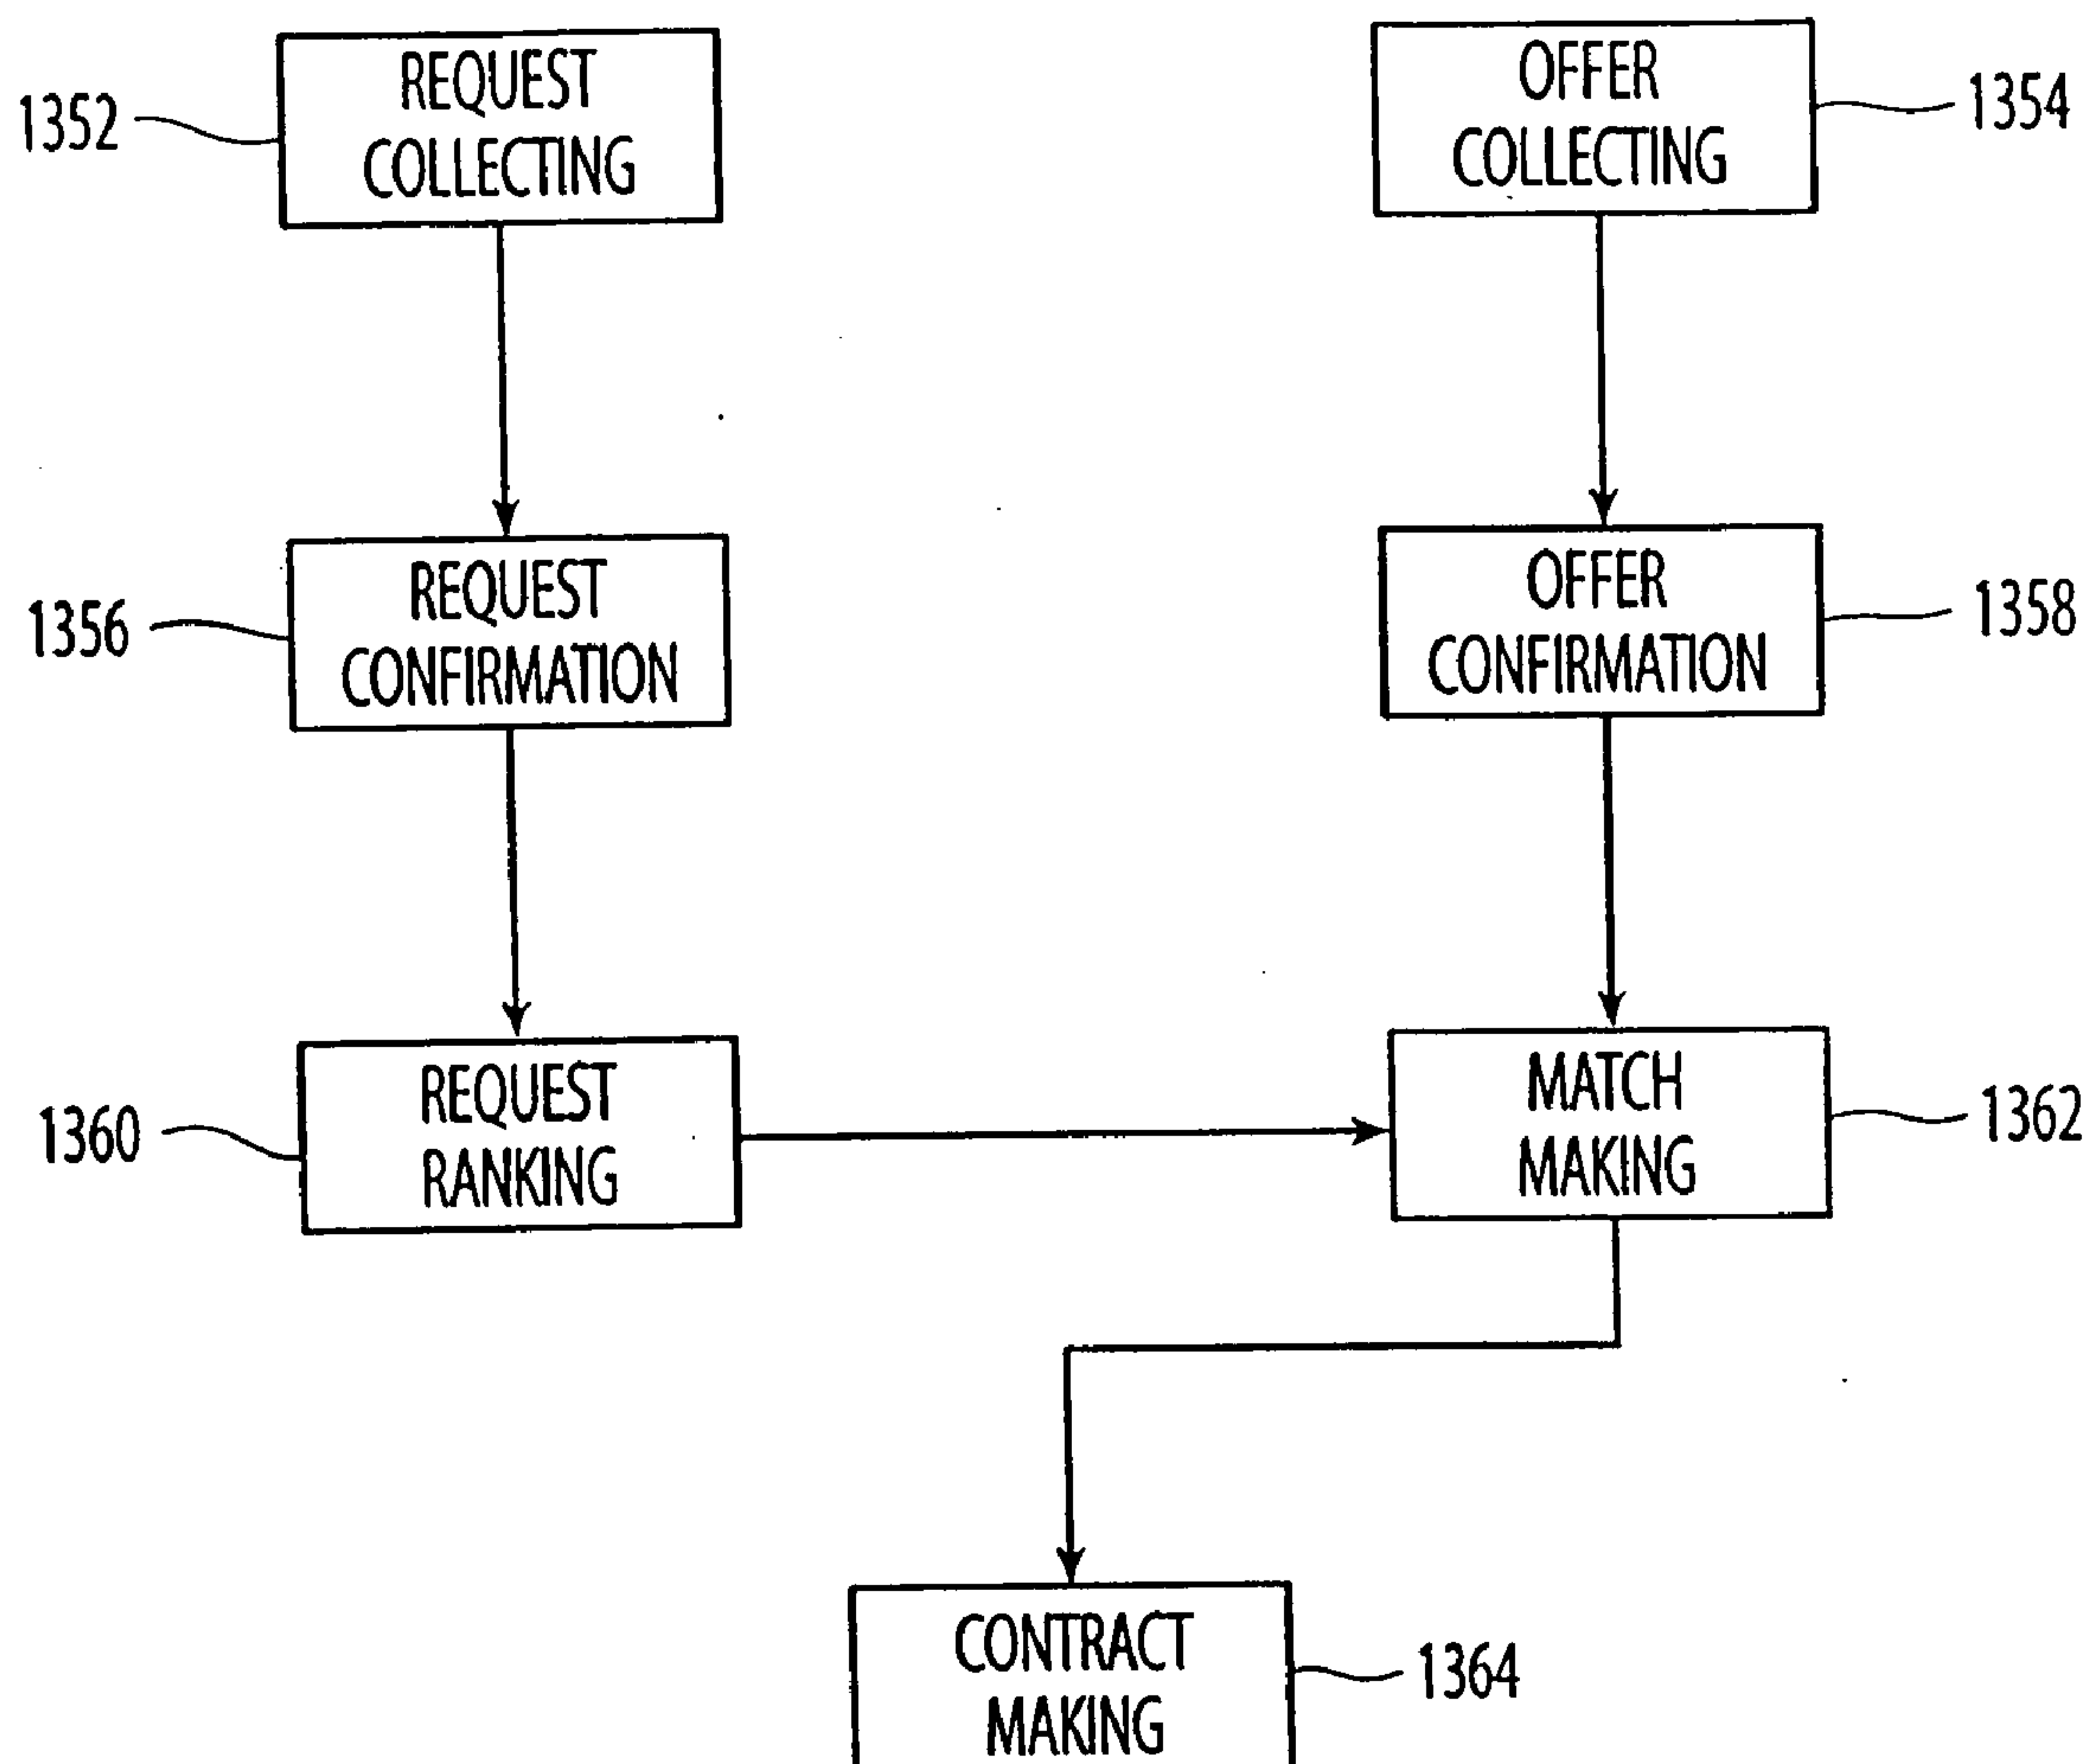 REQUEST
COLLECTING
1352
OFFER
COLLECTING
1354
REQUEST
CONFIRMATION
1356
OFFER
CONFIRMATION
1358
REQUEST
RANKING
1360
MATCH
MAKING
1362
CONTRACT
MAKING
1364